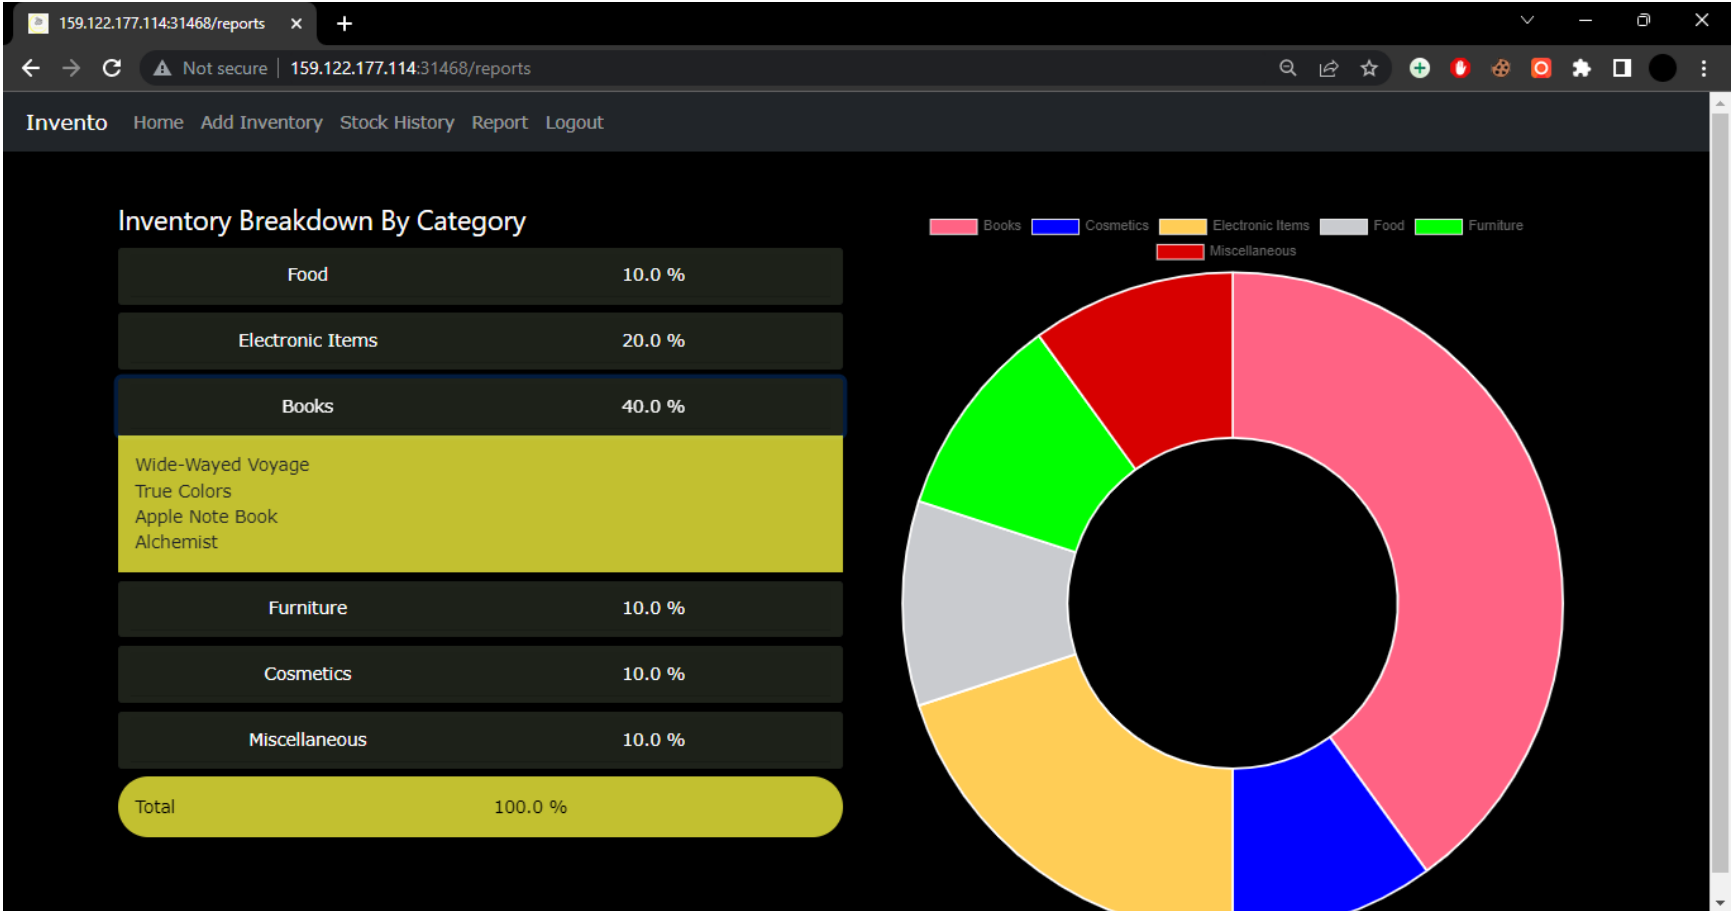 159.122.177.114:31468/reports
Not secure 159.122.177.114:31468/reports
Invento Home Add Inventory Stock History Report Logout
Inventory Breakdown By Category
Food 10.0 %
Electronic Items 20.0 %
Books 40.0 %
Wide-Wayed Voyage
True Colors
Apple Note Book
Alchemist
Furniture 10.0 %
Cosmetics 10.0 %
Miscellaneous 10.0 %
Total 100.0 %
Books Cosmetics Electronic Items Food Furniture
Miscellaneous